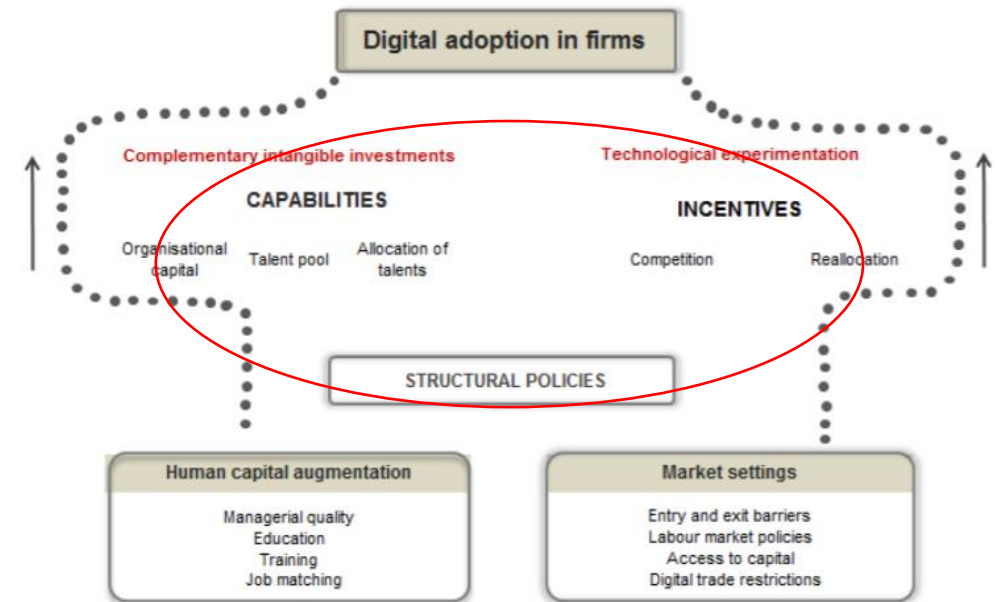 Digital adoption in firms
Complementary intangible investments
CAPABILITIES
Organisational
capital
Talent pool
Allocation of
talents
Technological experimentation
INCENTIVES
Competition
Reallocation
STRUCTURAL POLICIES
Human capital augmentation
Managerial quality
Education
Training
Job matching
Market settings
Entry and exit barriers
Labour market policies
Access to capital
Digital trade restrictions